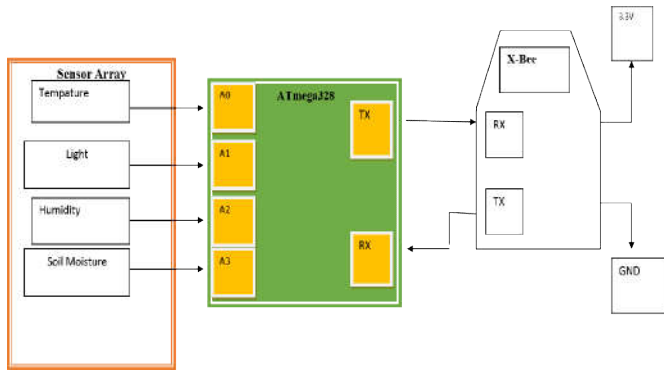 Sensor Array
Tempature
Light
Humidity
Soil Moisture
ATmega328
A0
A1
A2
A3
TX
RX
X-Bee
RX
TX
3.3V
GND